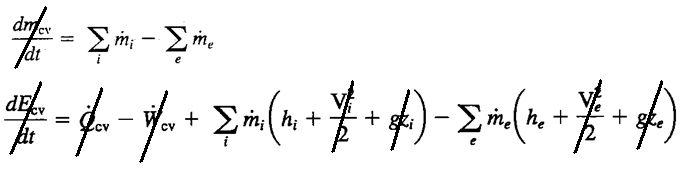 dm_cv/dt = Σ_i ṁ_i − Σ_e ṁ_e
dE_cv/dt = Q̇_cv − Ẇ_cv + Σ_i ṁ_i(h_i + V_i²/2 + gz_i) − Σ_e ṁ_e(h_e + V_e²/2 + gz_e)